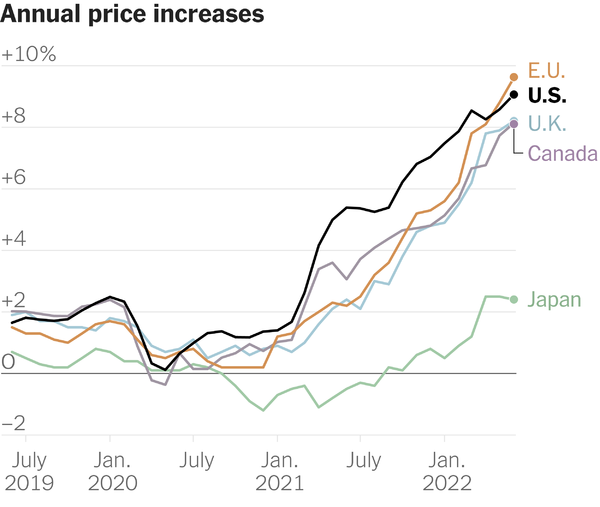 Annual price increases
+10%
+8
+6
+4
+2
0
−2
E.U.
U.S.
U.K.
Canada
Japan
July Jan. July Jan. July Jan.
2019 2020 2021 2022